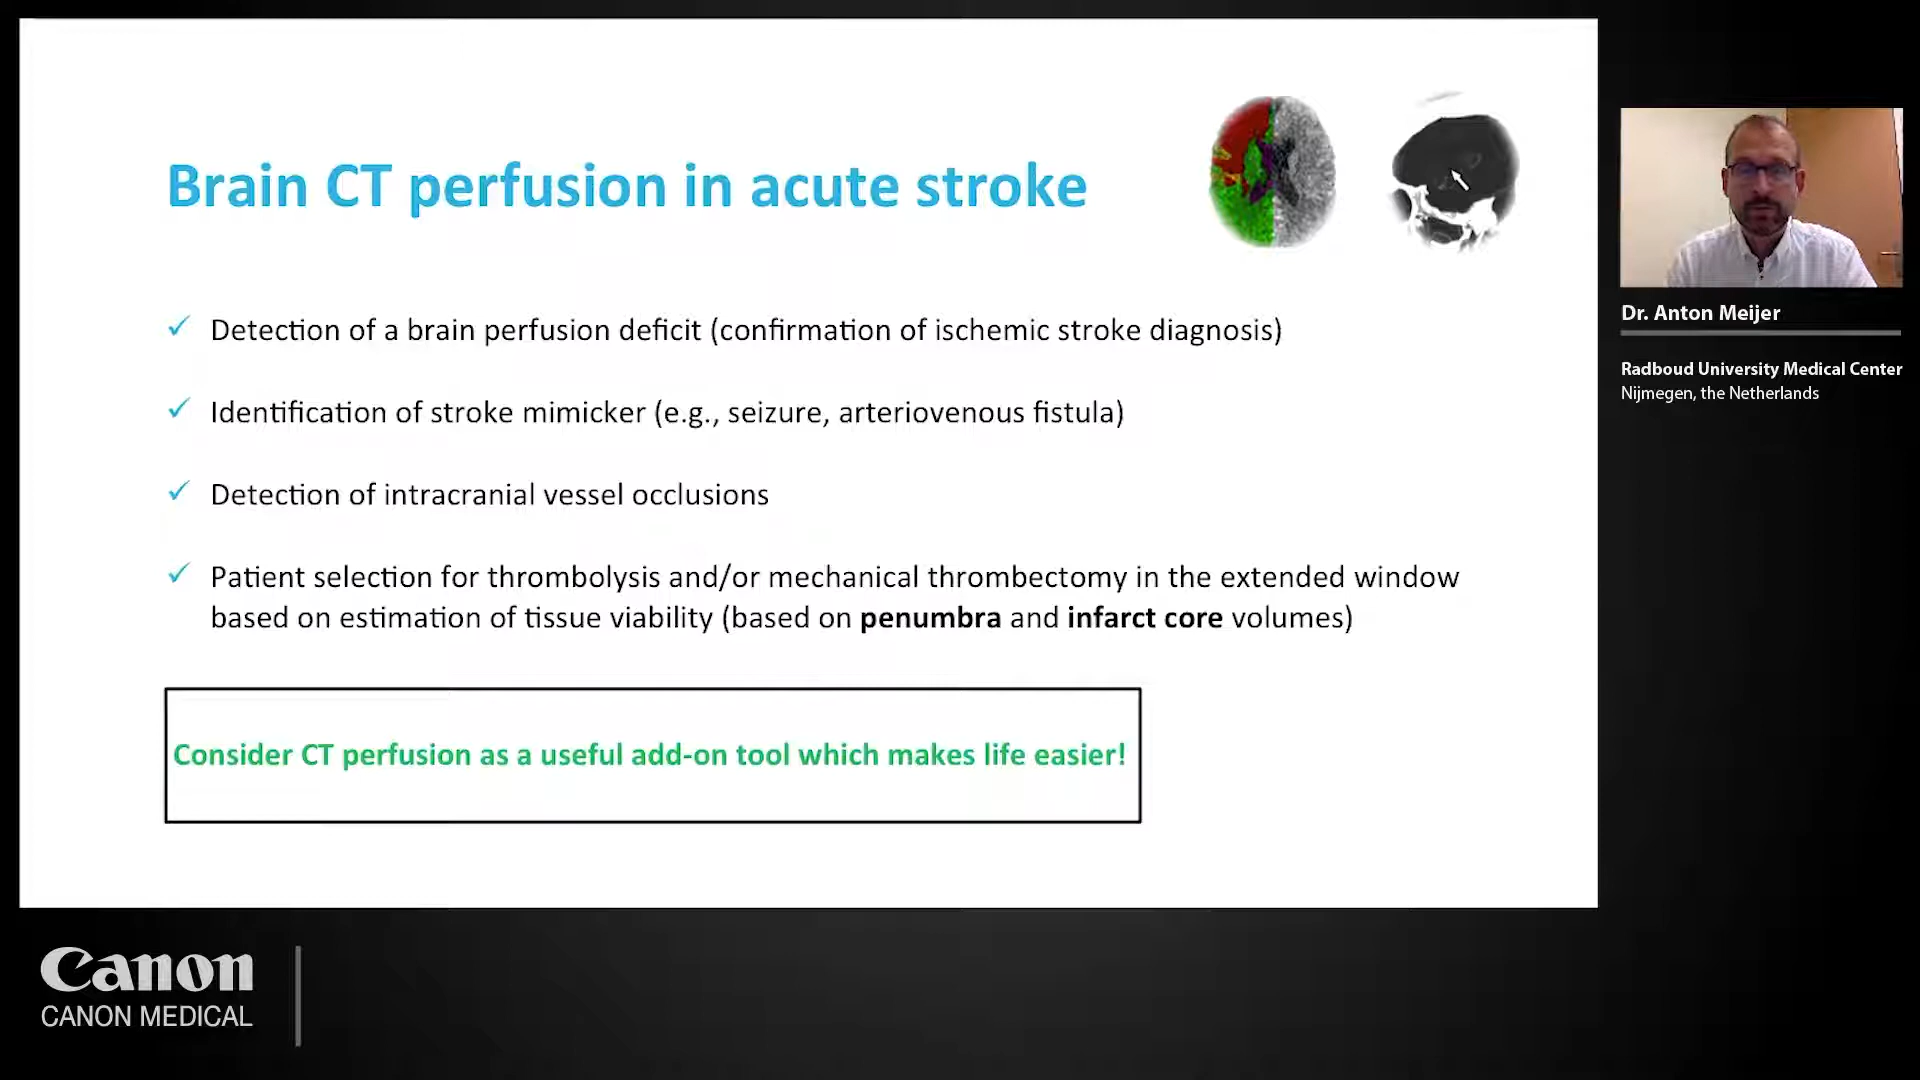 Brain CT perfusion in acute stroke
✓ Detection of a brain perfusion deficit (confirmation of ischemic stroke diagnosis)
✓ Identification of stroke mimicker (e.g., seizure, arteriovenous fistula)
✓ Detection of intracranial vessel occlusions
✓ Patient selection for thrombolysis and/or mechanical thrombectomy in the extended window
based on estimation of tissue viability (based on penumbra and infarct core volumes)
Consider CT perfusion as a useful add-on tool which makes life easier!
Dr. Anton Meijer
Radboud University Medical Center
Nijmegen, the Netherlands
Canon
CANON MEDICAL